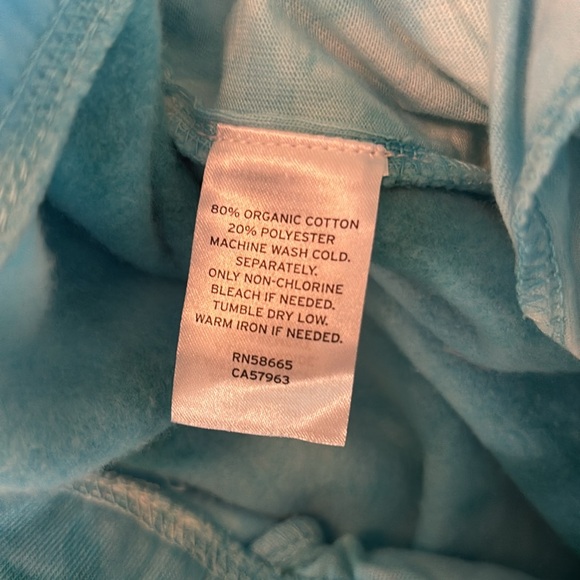 80% ORGANIC COTTON
20% POLYESTER
MACHINE WASH COLD.
SEPARATELY.
ONLY NON-CHLORINE
BLEACH IF NEEDED.
TUMBLE DRY LOW.
WARM IRON IF NEEDED.
RN58665
CA57963